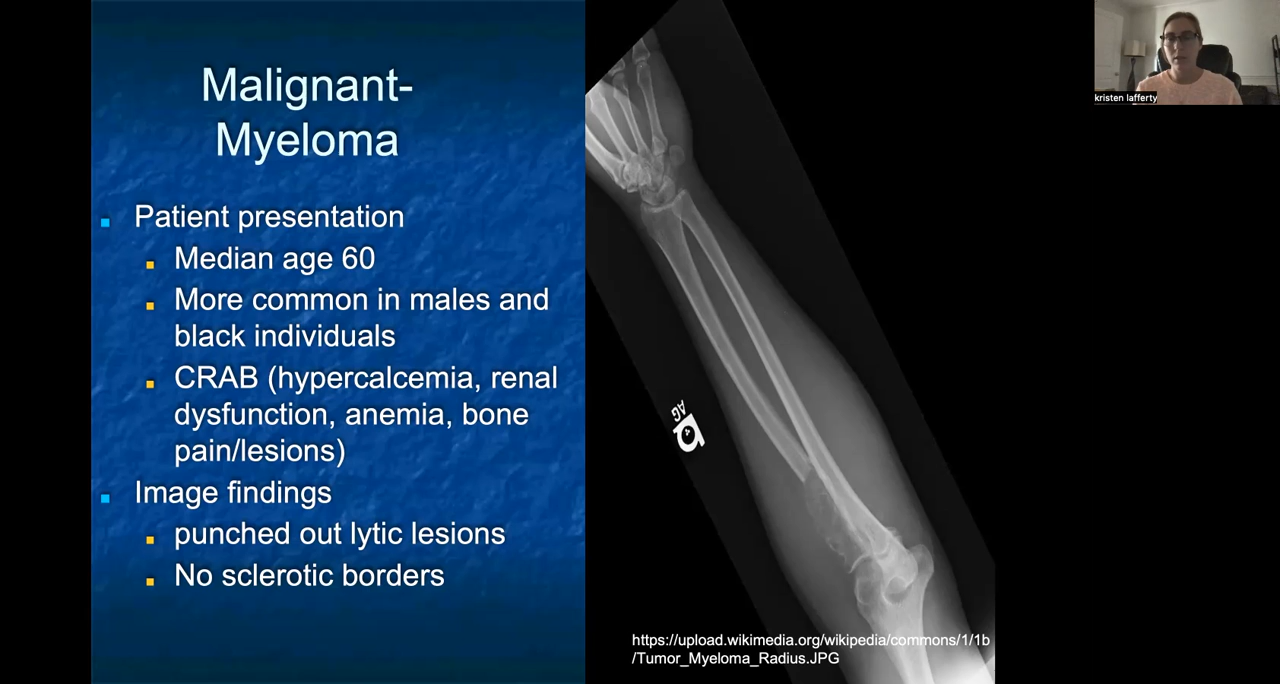 Malignant-
Myeloma
Patient presentation
Median age 60
More common in males and
black individuals
CRAB (hypercalcemia, renal
dysfunction, anemia, bone
pain/lesions)
Image findings
punched out lytic lesions
No sclerotic borders
AG
https://upload.wikimedia.org/wikipedia/commons/1/1b
/Tumor_Myeloma_Radius.JPG
kristen lafferty